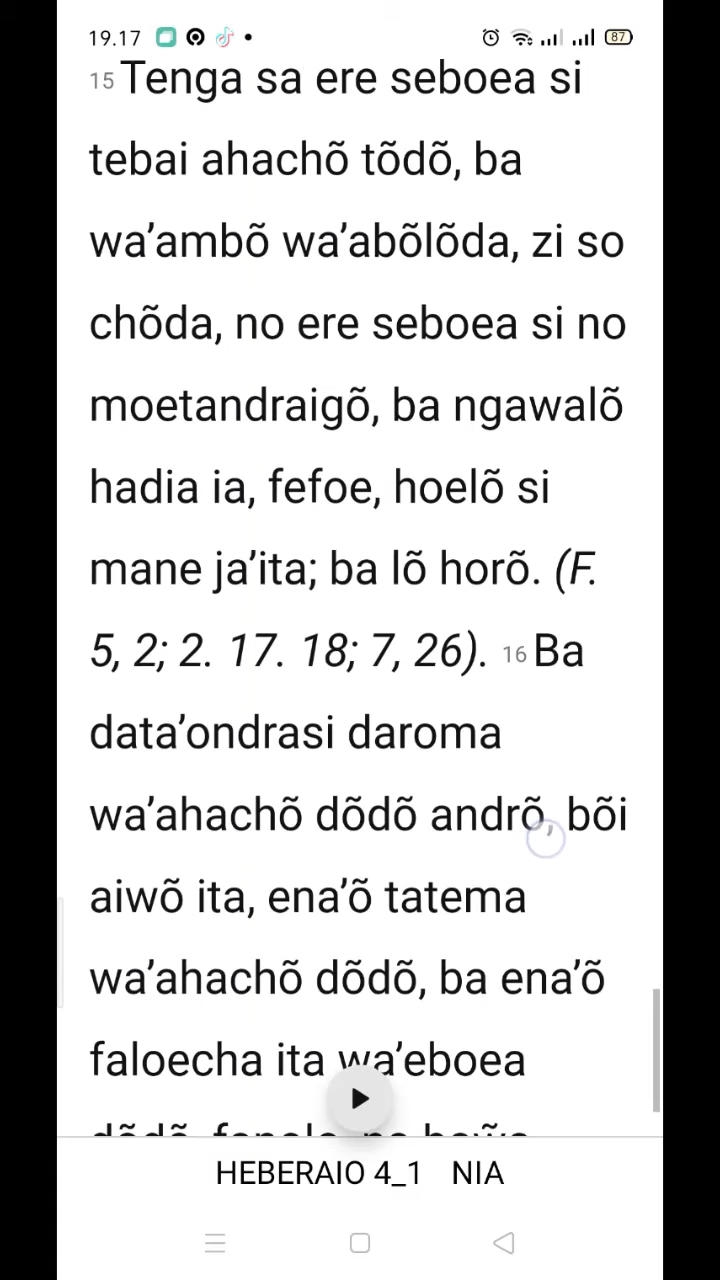 19.17 87
15 Tenga sa ere seboea si
tebai ahachõ tõdõ, ba
wa’ambõ wa’abõlõda, zi so
chõda, no ere seboea si no
moetandraigõ, ba ngawalõ
hadia ia, fefoe, hoelõ si
mane ja’ita; ba lõ horõ. (F.
5, 2; 2. 17. 18; 7, 26). 16 Ba
data’ondrasi daroma
wa’ahachõ dõdõ andrõ, bõi
aiwõ ita, ena’õ tatema
wa’ahachõ dõdõ, ba ena’õ
faloecha ita wa’eboea
HEBERAIO 4_1 NIA